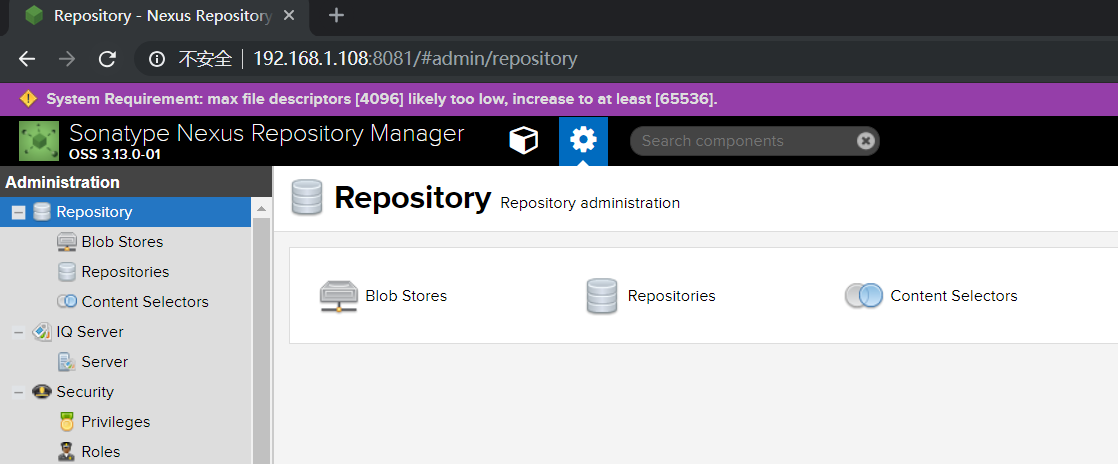 Repository - Nexus Repository
不安全 192.168.1.108:8081/#admin/repository
System Requirement: max file descriptors [4096] likely too low, increase to at least [65536].
Sonatype Nexus Repository Manager
OSS 3.13.0-01
Search components
Administration
Repository
Blob Stores
Repositories
Content Selectors
IQ Server
Server
Security
Privileges
Roles
Repository Repository administration
Blob Stores Repositories Content Selectors